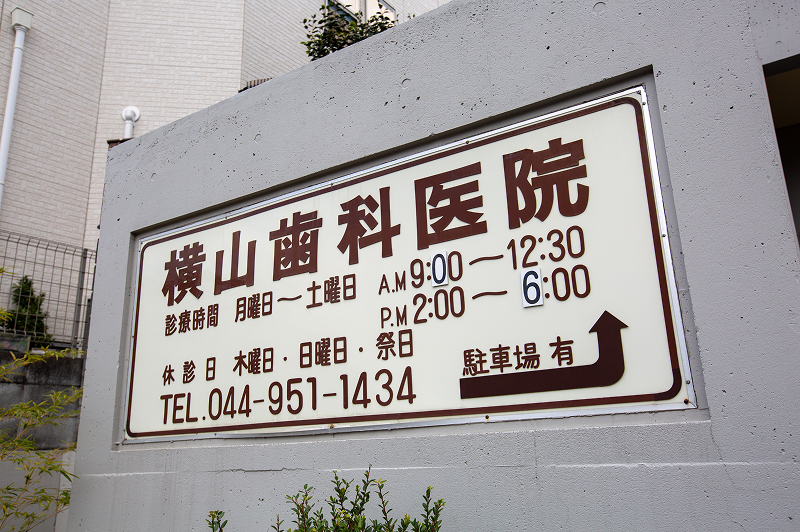 横山歯科医院
診療時間 月曜日～土曜日 A.M 9:00～12:30
P.M 2:00～6:00
休診日 木曜日・日曜日・祭日
TEL.044-951-1434 駐車場 有